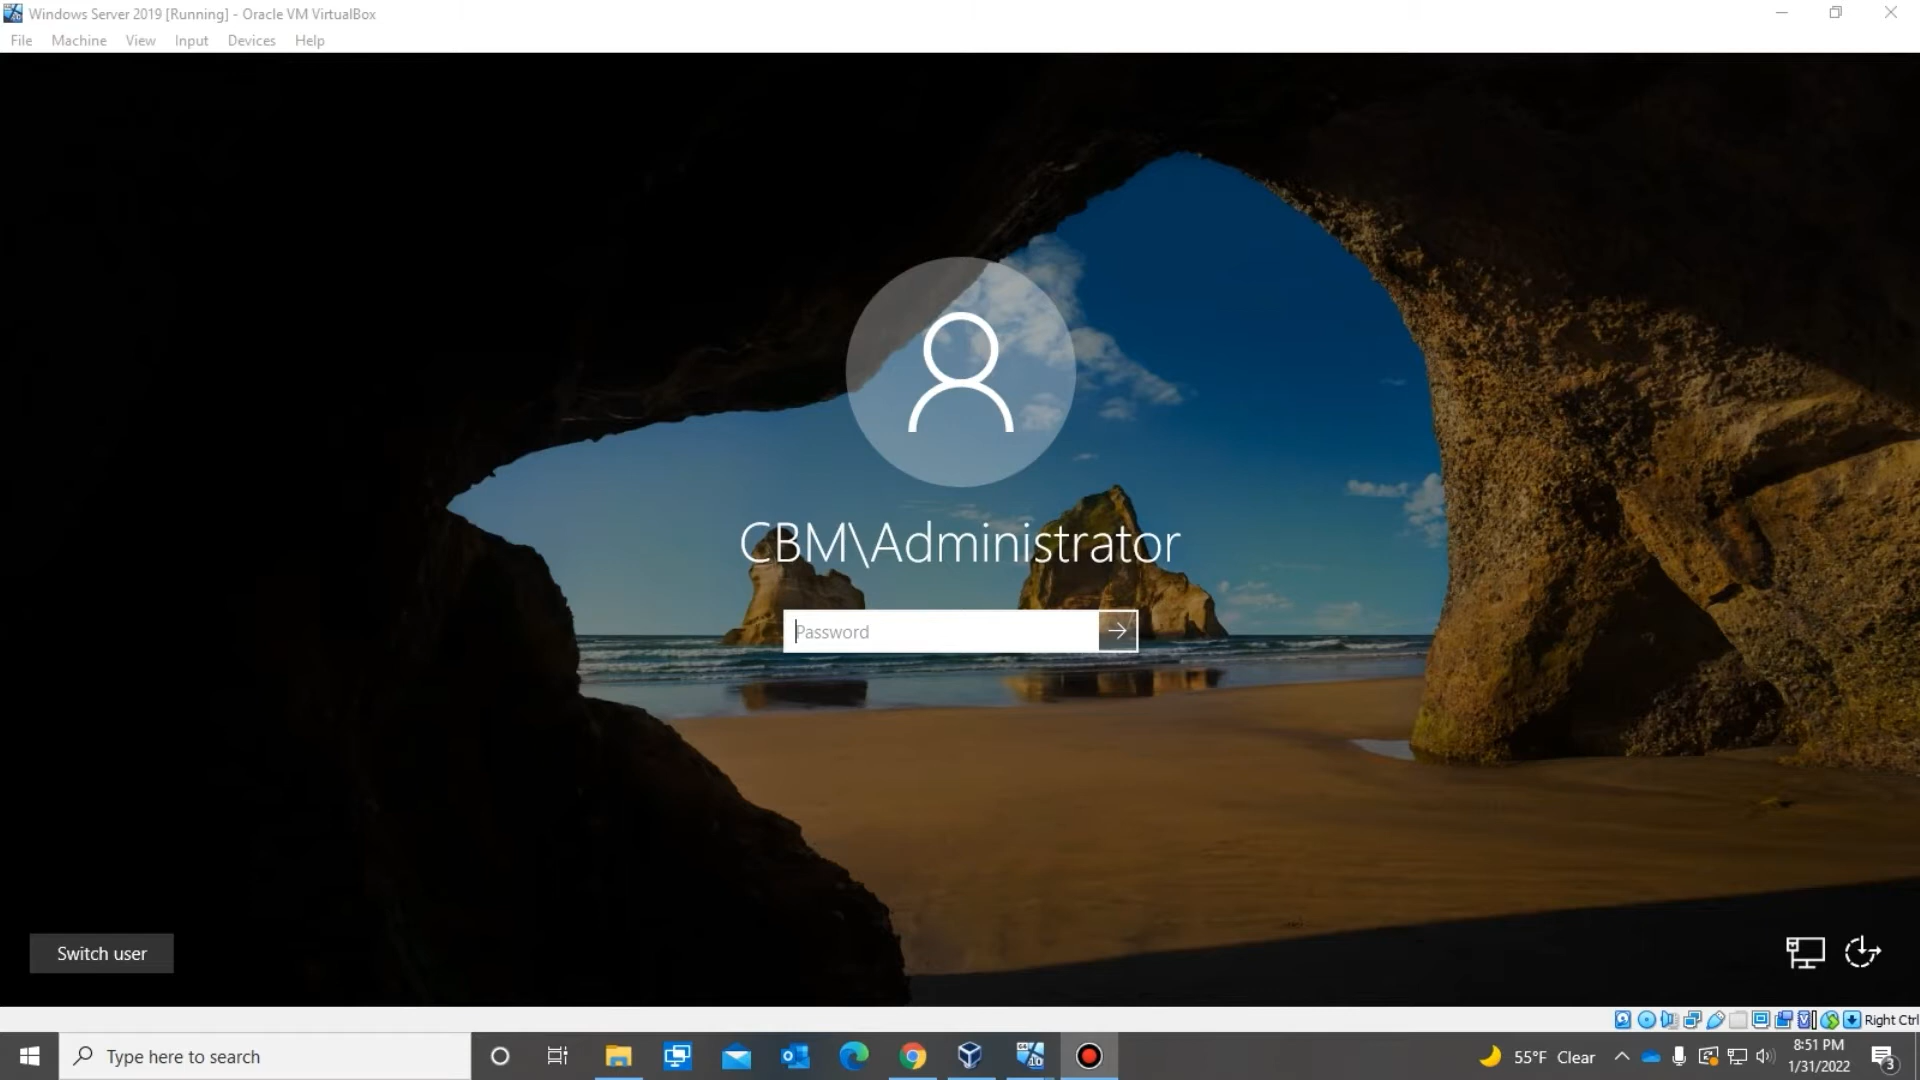 Windows Server 2019 [Running] - Oracle VM VirtualBox
File Machine View Input Devices Help
CBM\Administrator
Password
Switch user
Right Ctrl
Type here to search
55°F Clear
8:51 PM
1/31/2022
3